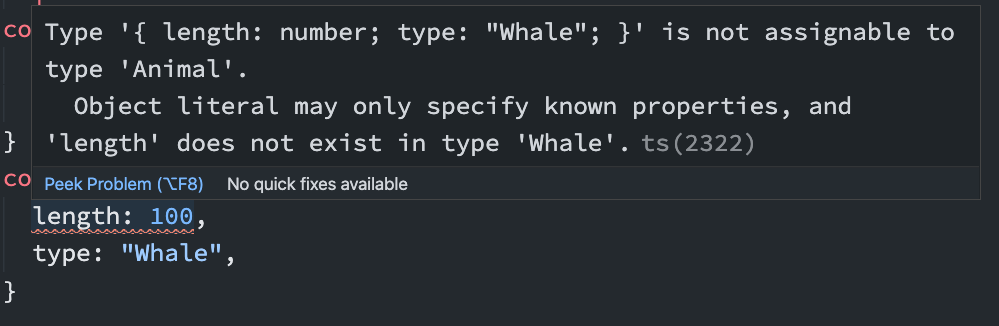 co
Type '{ length: number; type: "Whale"; }' is not assignable to
type 'Animal'.
Object literal may only specify known properties, and
} 'length' does not exist in type 'Whale'. ts(2322)
co
Peek Problem (⌥F8) No quick fixes available
length: 100,
type: "Whale",
}